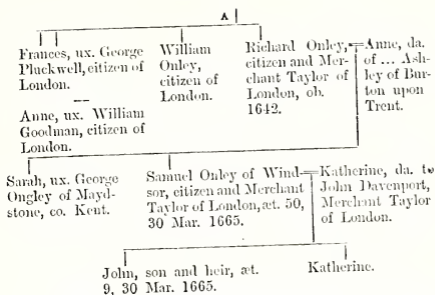 A
Frances, ux. George
Pluckwell, citizen of
London.
—
Anne, ux. William
Goodman, citizen of
London.
William
Onley,
citizen of
London.
Richard Onley,
citizen and Mer-
chant Taylor of
London, ob.
1642.
Anne, da.
of ... Ash-
ley of Bur-
ton upon
Trent.
Sarah, ux. George
Ongley of Mayd-
stone, co. Kent.
Samuel Onley of Wind-
sor, citizen and Merchant
Taylor of London, æt. 50,
30 Mar. 1665.
Katherine, da. to
John Davenport,
Merchant Taylor
of London.
John, son and heir, æt.
9, 30 Mar. 1665.
Katherine.